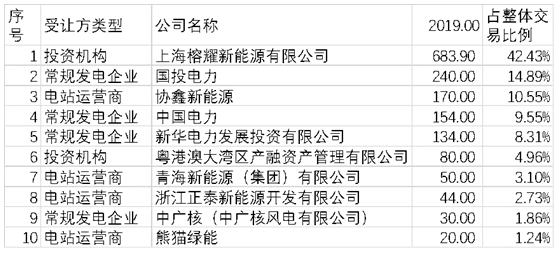 序号 受让方类型 公司名称 2019.00 占整体交易比例
1 投资机构 上海榕耀新能源有限公司 683.90 42.43%
2 常规发电企业 国投电力 240.00 14.89%
3 电站运营商 协鑫新能源 170.00 10.55%
4 常规发电企业 中国电力 154.00 9.55%
5 常规发电企业 新华电力发展投资有限公司 134.00 8.31%
6 投资机构 粤港澳大湾区产融资产管理有限公司 80.00 4.96%
7 电站运营商 青海新能源（集团）有限公司 50.00 3.10%
8 电站运营商 浙江正泰新能源开发有限公司 44.00 2.73%
9 常规发电企业 中广核（中广核风电有限公司） 30.00 1.86%
10 电站运营商 熊猫绿能 20.00 1.24%